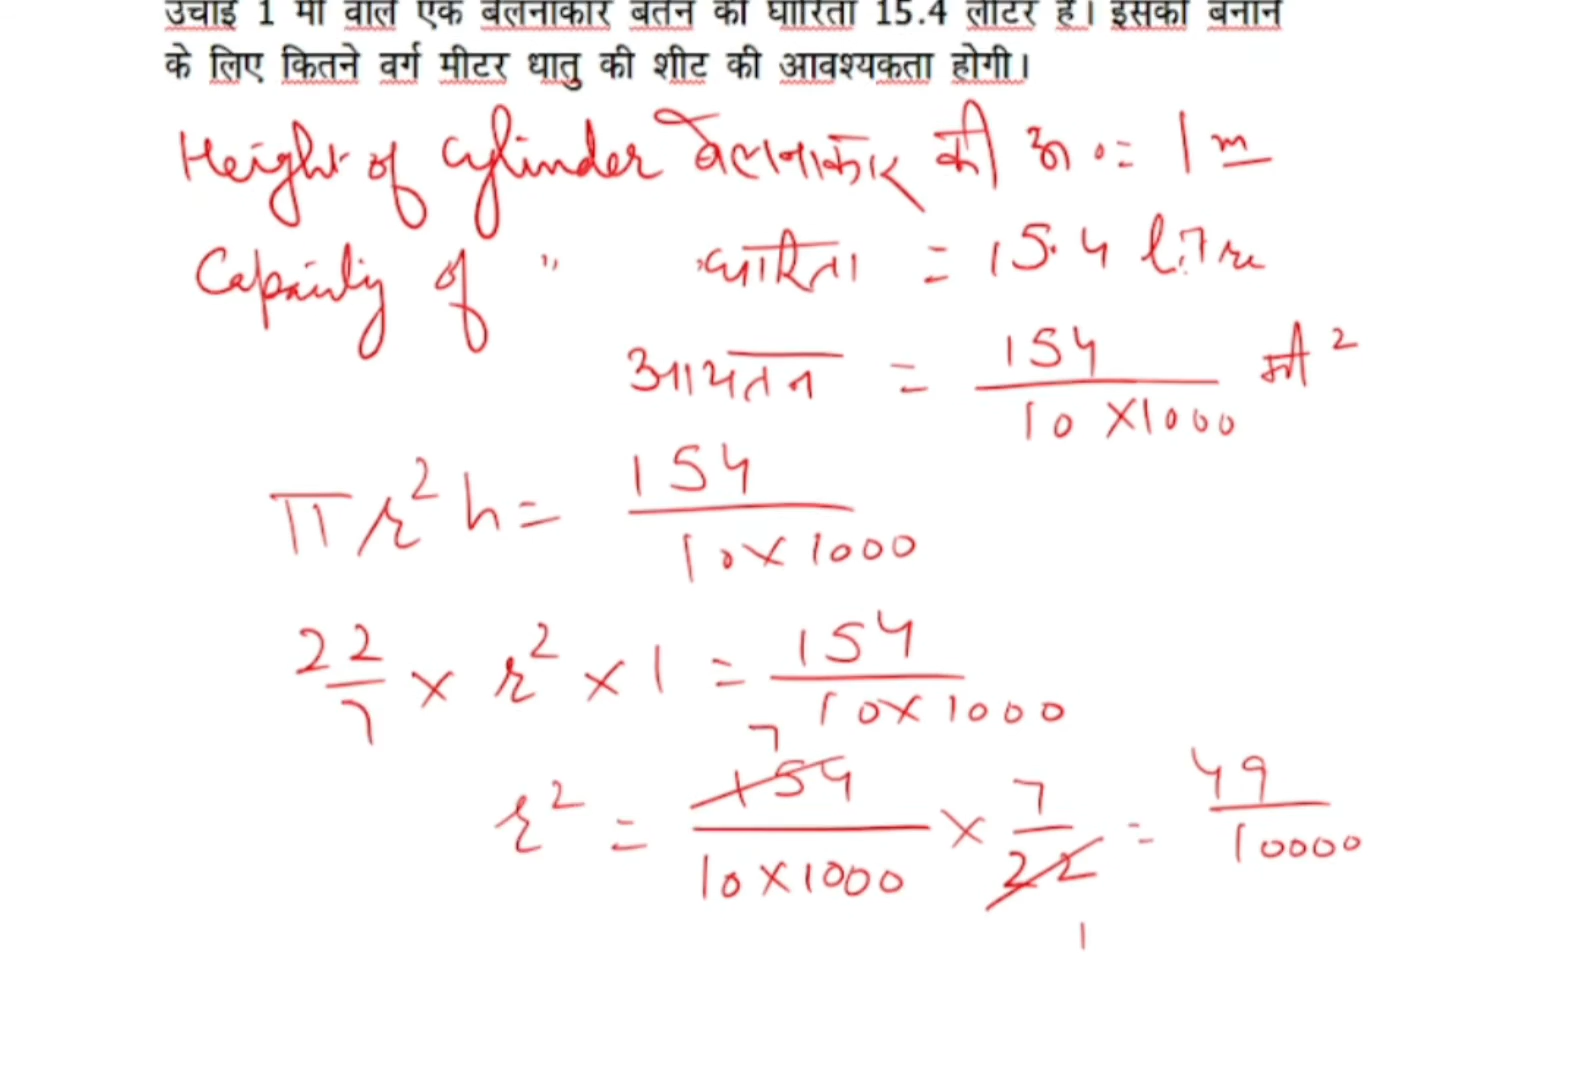 उंचाई 1 मी वाले एक बेलनाकार बर्तन की धारिता 15.4 लीटर है। इसको बनाने
के लिए कितने वर्ग मीटर धातु की शीट की आवश्यकता होगी।
Height of Cylinder बेलनाकार की ऊ० = 1 m
Capacity of " धारिता = 15.4 litre
आयतन = 154 / 10 × 1000 मी²
πr²h = 154 / 10 × 1000
22/7 × r² × 1 = 154 / 10 × 1000
r² = 154 / 10 × 1000 × 7/22 = 49 / 10000
7
1